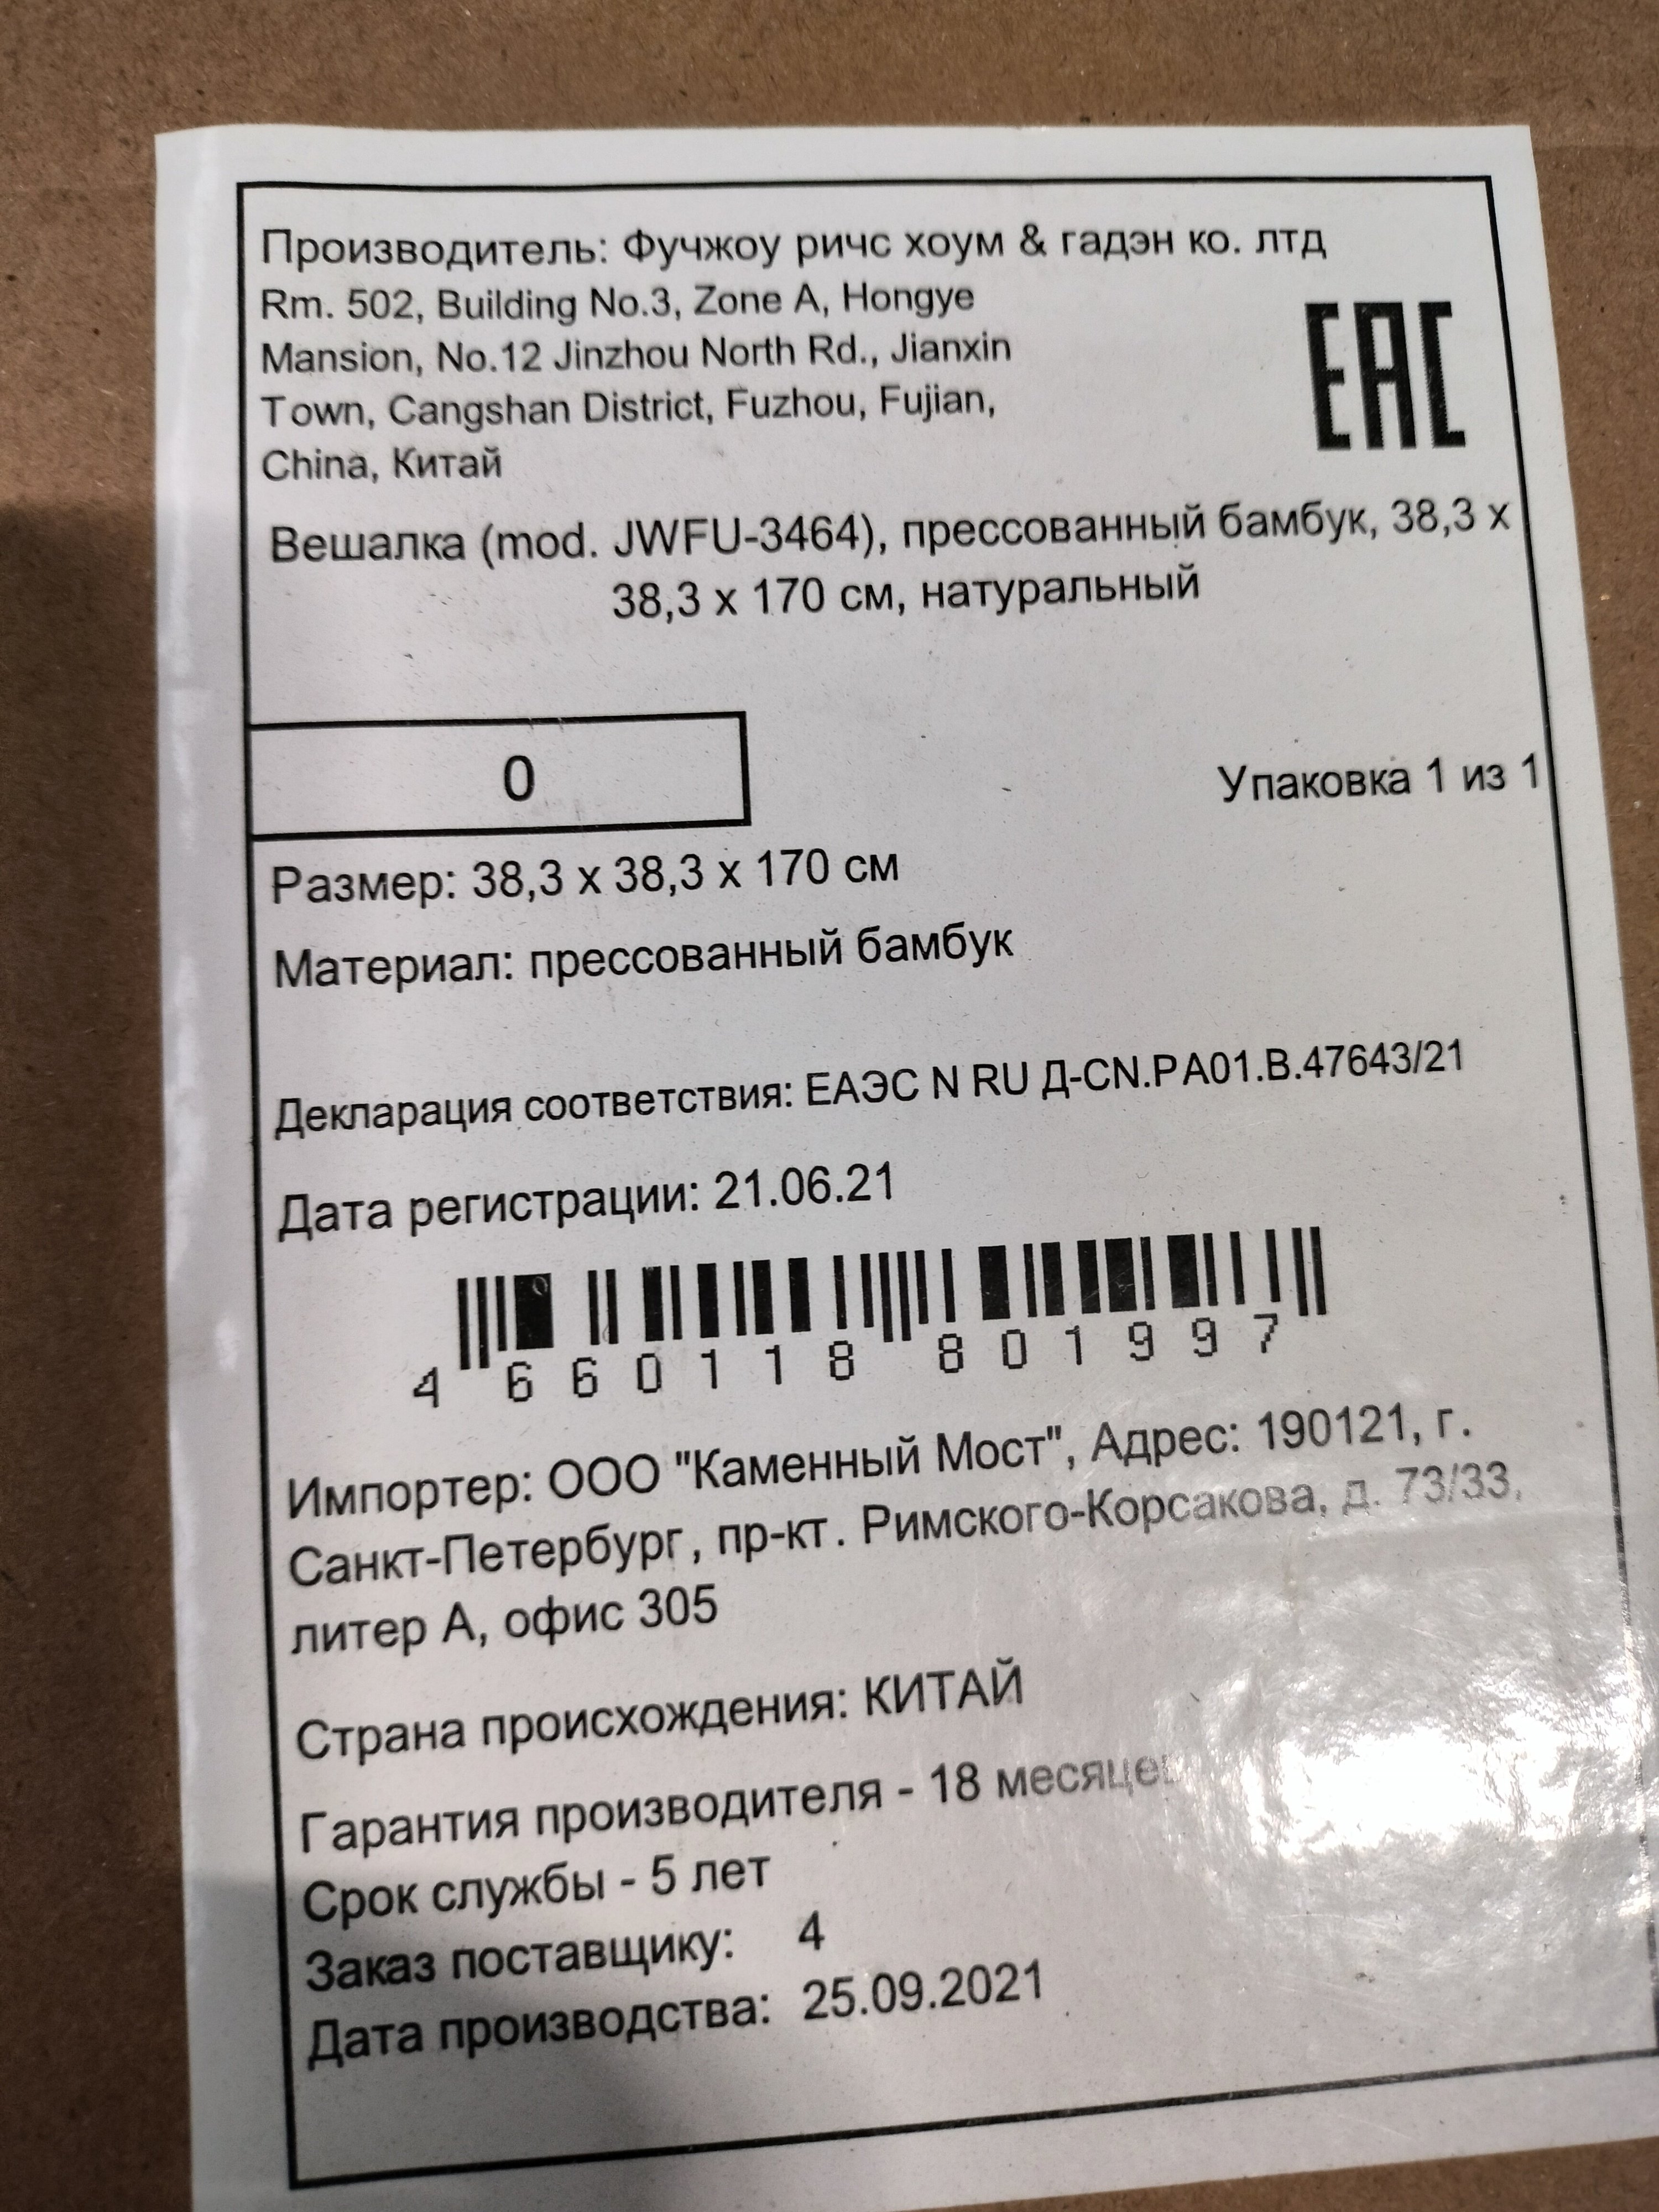 Производитель: Фучжоу ричс хоум & гадэн ко. лтд
Rm. 502, Building No.3, Zone A, Hongye
Mansion, No.12 Jinzhou North Rd., Jianxin
Town, Cangshan District, Fuzhou, Fujian,
China, Китай
EAC
Вешалка (mod. JWFU-3464), прессованный бамбук, 38,3 x
38,3 x 170 см, натуральный
0
Упаковка 1 из 1
Размер: 38,3 x 38,3 x 170 см
Материал: прессованный бамбук
Декларация соответствия: ЕАЭС N RU Д-CN.РА01.В.47643/21
Дата регистрации: 21.06.21
4 660118 801997
Импортер: ООО "Каменный Мост", Адрес: 190121, г.
Санкт-Петербург, пр-кт. Римского-Корсакова, д. 73/33,
литер А, офис 305
Страна происхождения: КИТАЙ
Гарантия производителя - 18 месяцев
Срок службы - 5 лет
Заказ поставщику: 4
Дата производства: 25.09.2021